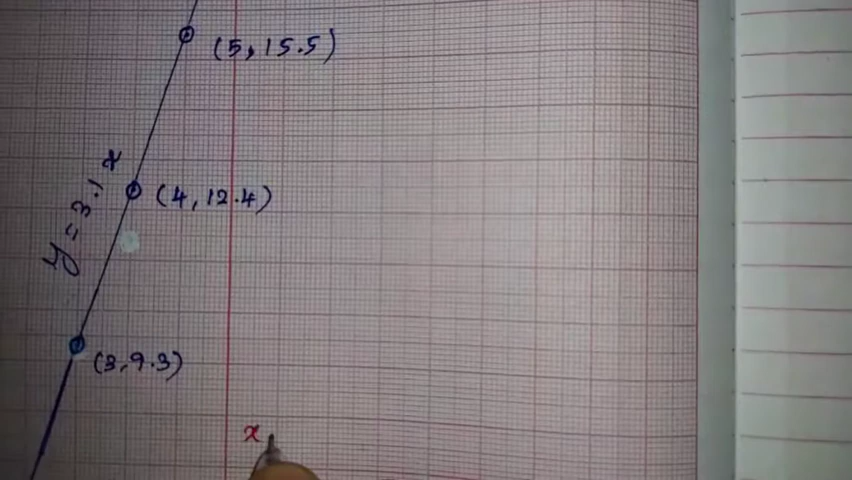 (5, 15.5)
y = 3.1 x
(4, 12.4)
(3, 9.3)
x